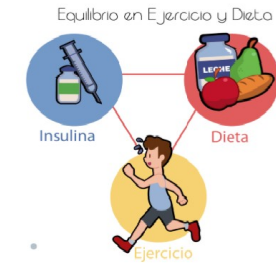 Equilibrio en Ejercicio y Dieta
LECHE
Insulina
Dieta
Ejercicio